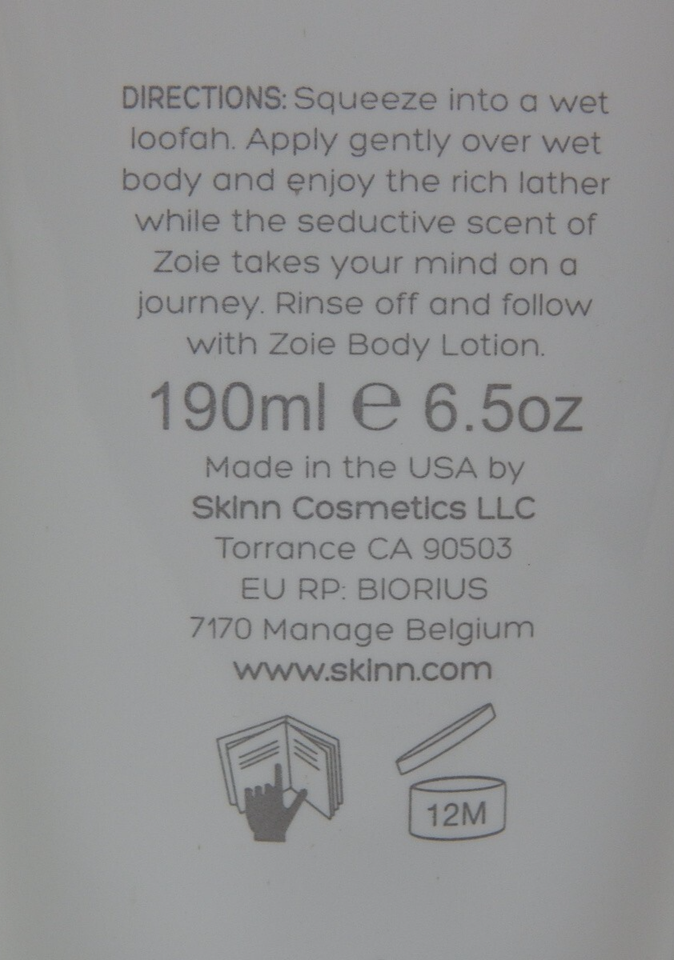 DIRECTIONS: Squeeze into a wet
loofah. Apply gently over wet
body and enjoy the rich lather
while the seductive scent of
Zoie takes your mind on a
journey. Rinse off and follow
with Zoie Body Lotion.
190ml ℮ 6.5oz
Made in the USA by
Skinn Cosmetics LLC
Torrance CA 90503
EU RP: BIORIUS
7170 Manage Belgium
www.skinn.com
12M